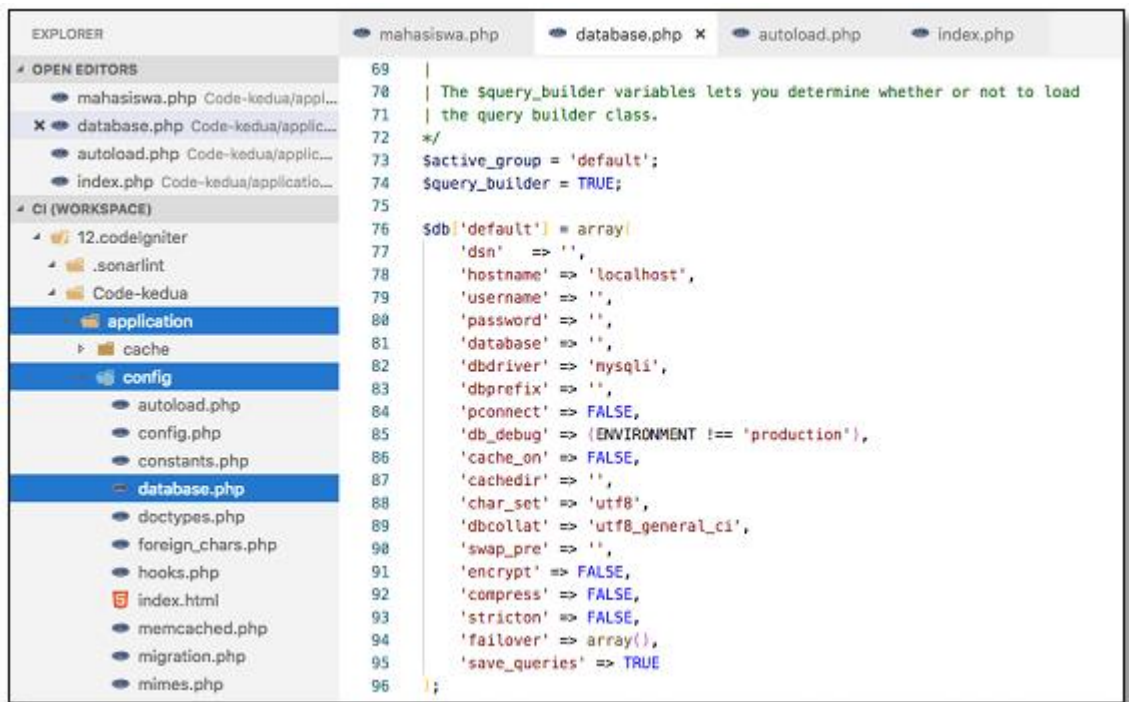 EXPLORER
OPEN EDITORS
mahasiswa.php Code-kedua/appl...
X database.php Code-kedua/applic...
autoload.php Code-kedua/applic...
index.php Code-kedua/applicatio...
CI (WORKSPACE)
12.codeigniter
.sonarlint
Code-kedua
application
cache
config
autoload.php
config.php
constants.php
database.php
doctypes.php
foreign_chars.php
hooks.php
index.html
memcached.php
migration.php
mimes.php
mahasiswa.php database.php x autoload.php index.php
69 |
70 | The $query_builder variables lets you determine whether or not to load
71 | the query builder class.
72 */
73 $active_group = 'default';
74 $query_builder = TRUE;
75
76 $db['default'] = array(
77 'dsn' => '',
78 'hostname' => 'localhost',
79 'username' => '',
80 'password' => '',
81 'database' => '',
82 'dbdriver' => 'mysqli',
83 'dbprefix' => '',
84 'pconnect' => FALSE,
85 'db_debug' => (ENVIRONMENT !== 'production'),
86 'cache_on' => FALSE,
87 'cachedir' => '',
88 'char_set' => 'utf8',
89 'dbcollat' => 'utf8_general_ci',
90 'swap_pre' => '',
91 'encrypt' => FALSE,
92 'compress' => FALSE,
93 'stricton' => FALSE,
94 'failover' => array(),
95 'save_queries' => TRUE
96 );